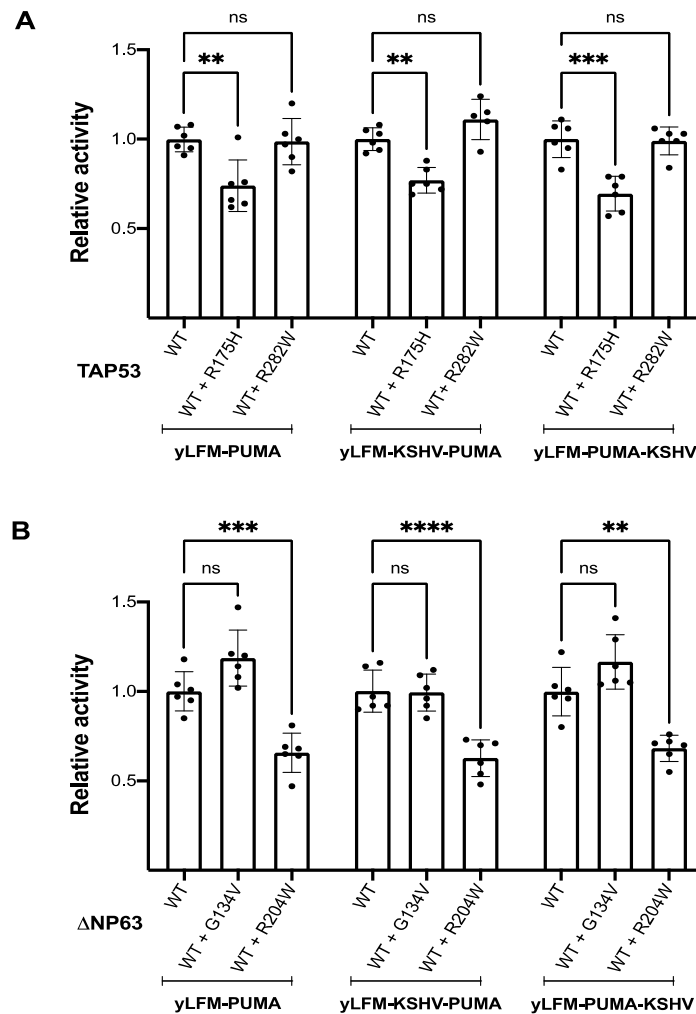 A
ns ns ns
** ** ***
1.5
1.0
0.5
Relative activity
WT WT + R175H WT + R282W WT WT + R175H WT + R282W WT WT + R175H WT + R282W
TAP53
yLFM-PUMA yLFM-KSHV-PUMA yLFM-PUMA-KSHV
B
*** **** **
ns ns ns
1.5
1.0
0.5
Relative activity
WT WT + G134V WT + R204W WT WT + G134V WT + R204W WT WT + G134V WT + R204W
ΔNP63
yLFM-PUMA yLFM-KSHV-PUMA yLFM-PUMA-KSHV